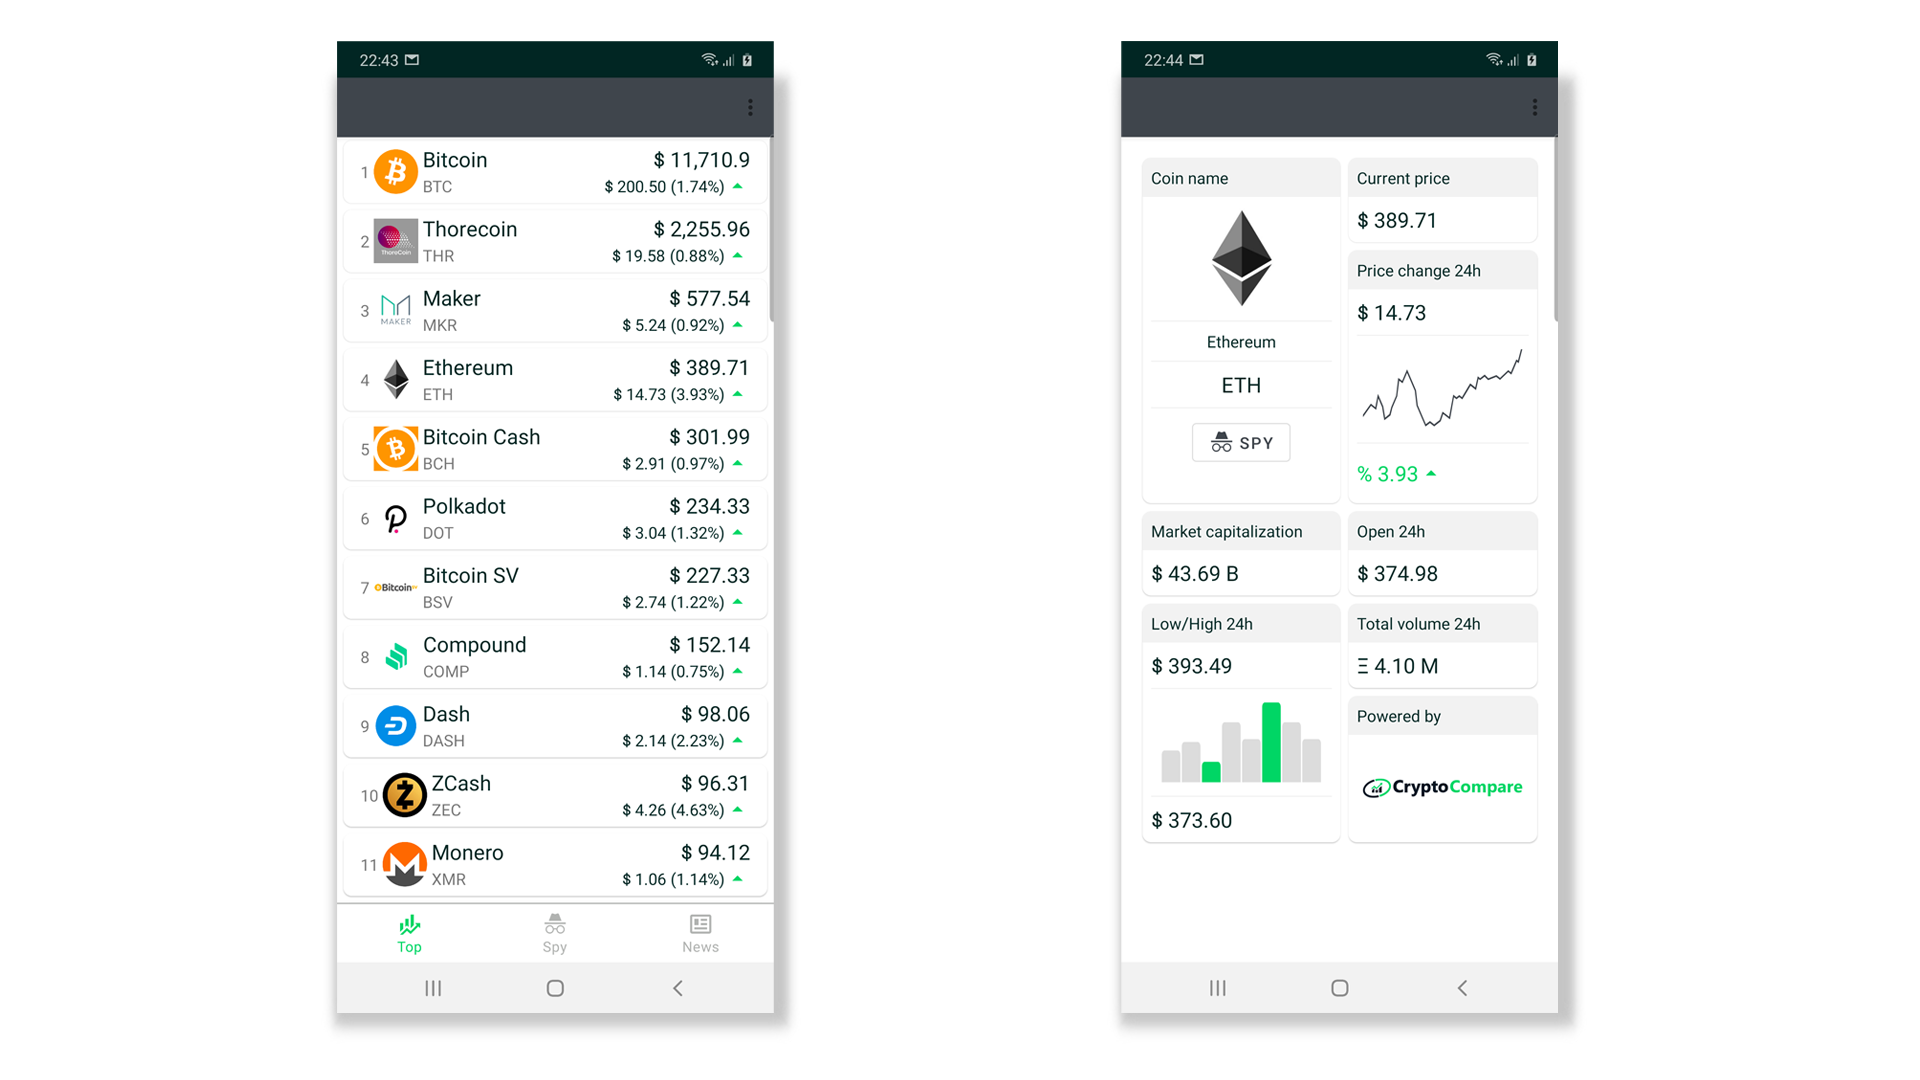 22:43
1 Bitcoin $ 11,710.9
BTC $ 200.50 (1.74%)
2 Thorecoin $ 2,255.96
ThoreCoin
THR $ 19.58 (0.88%)
3 Maker $ 577.54
MAKER
MKR $ 5.24 (0.92%)
4 Ethereum $ 389.71
ETH $ 14.73 (3.93%)
5 Bitcoin Cash $ 301.99
BCH $ 2.91 (0.97%)
6 Polkadot $ 234.33
DOT $ 3.04 (1.32%)
7 Bitcoin SV $ 227.33
Bitcoin
BSV $ 2.74 (1.22%)
8 Compound $ 152.14
COMP $ 1.14 (0.75%)
9 Dash $ 98.06
DASH $ 2.14 (2.23%)
10 ZCash $ 96.31
ZEC $ 4.26 (4.63%)
11 Monero $ 94.12
XMR $ 1.06 (1.14%)
Top Spy News
22:44
Coin name
Ethereum
ETH
SPY
Current price
$ 389.71
Price change 24h
$ 14.73
% 3.93
Market capitalization
$ 43.69 B
Open 24h
$ 374.98
Low/High 24h
$ 393.49
$ 373.60
Total volume 24h
Ξ 4.10 M
Powered by
CryptoCompare